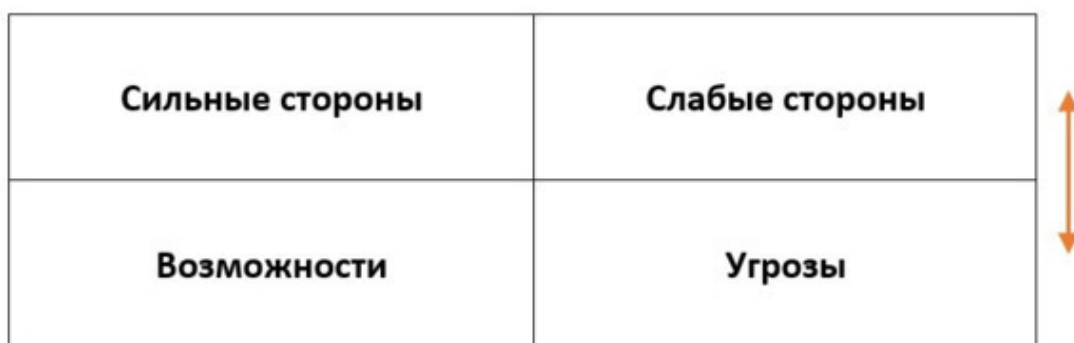 Сильные стороны
Слабые стороны
Возможности
Угрозы